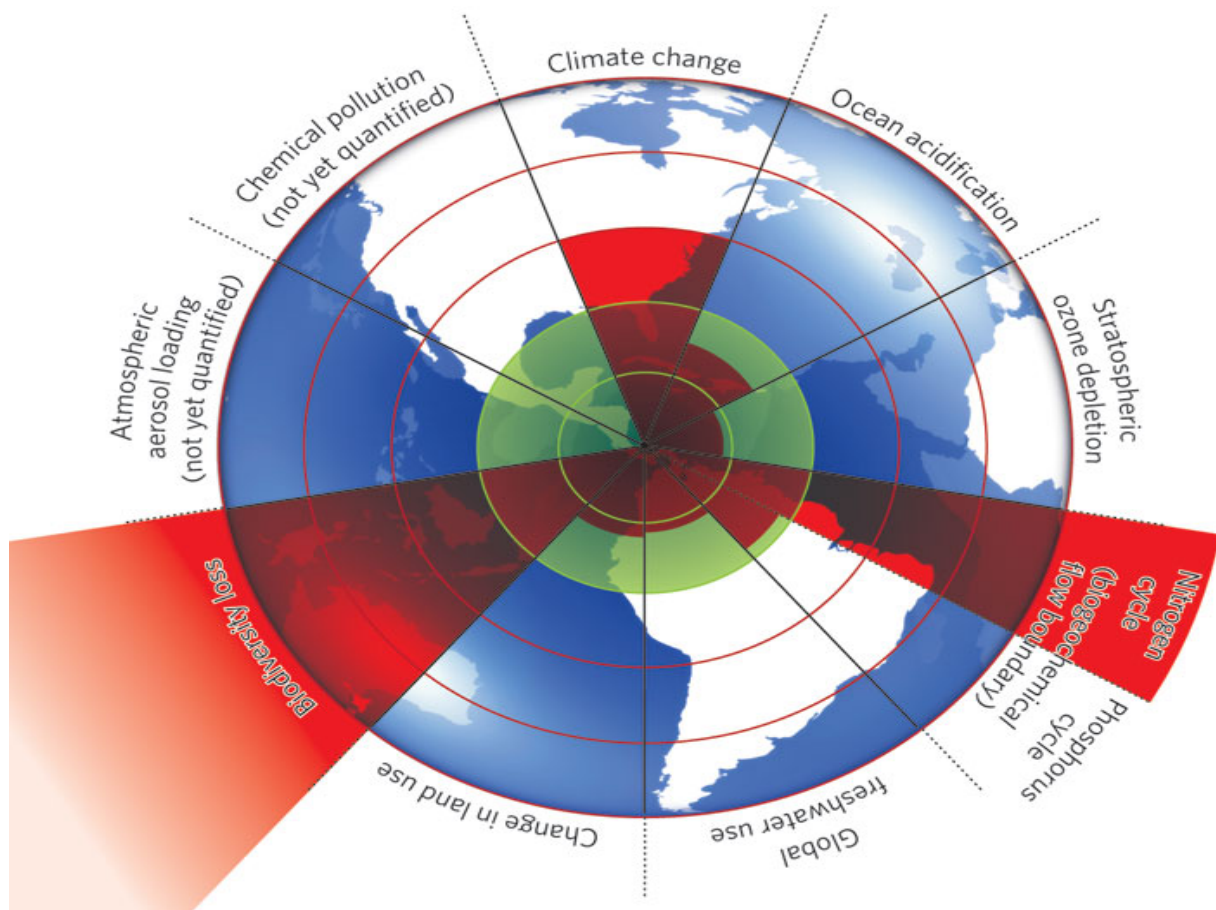 Climate change
Ocean acidification
Stratospheric
ozone depletion
Nitrogen
cycle
(biogeochemical
flow boundary)
Phosphorus
cycle
Global
freshwater use
Change in land use
Biodiversity loss
Atmospheric
aerosol loading
(not yet quantified)
Chemical pollution
(not yet quantified)